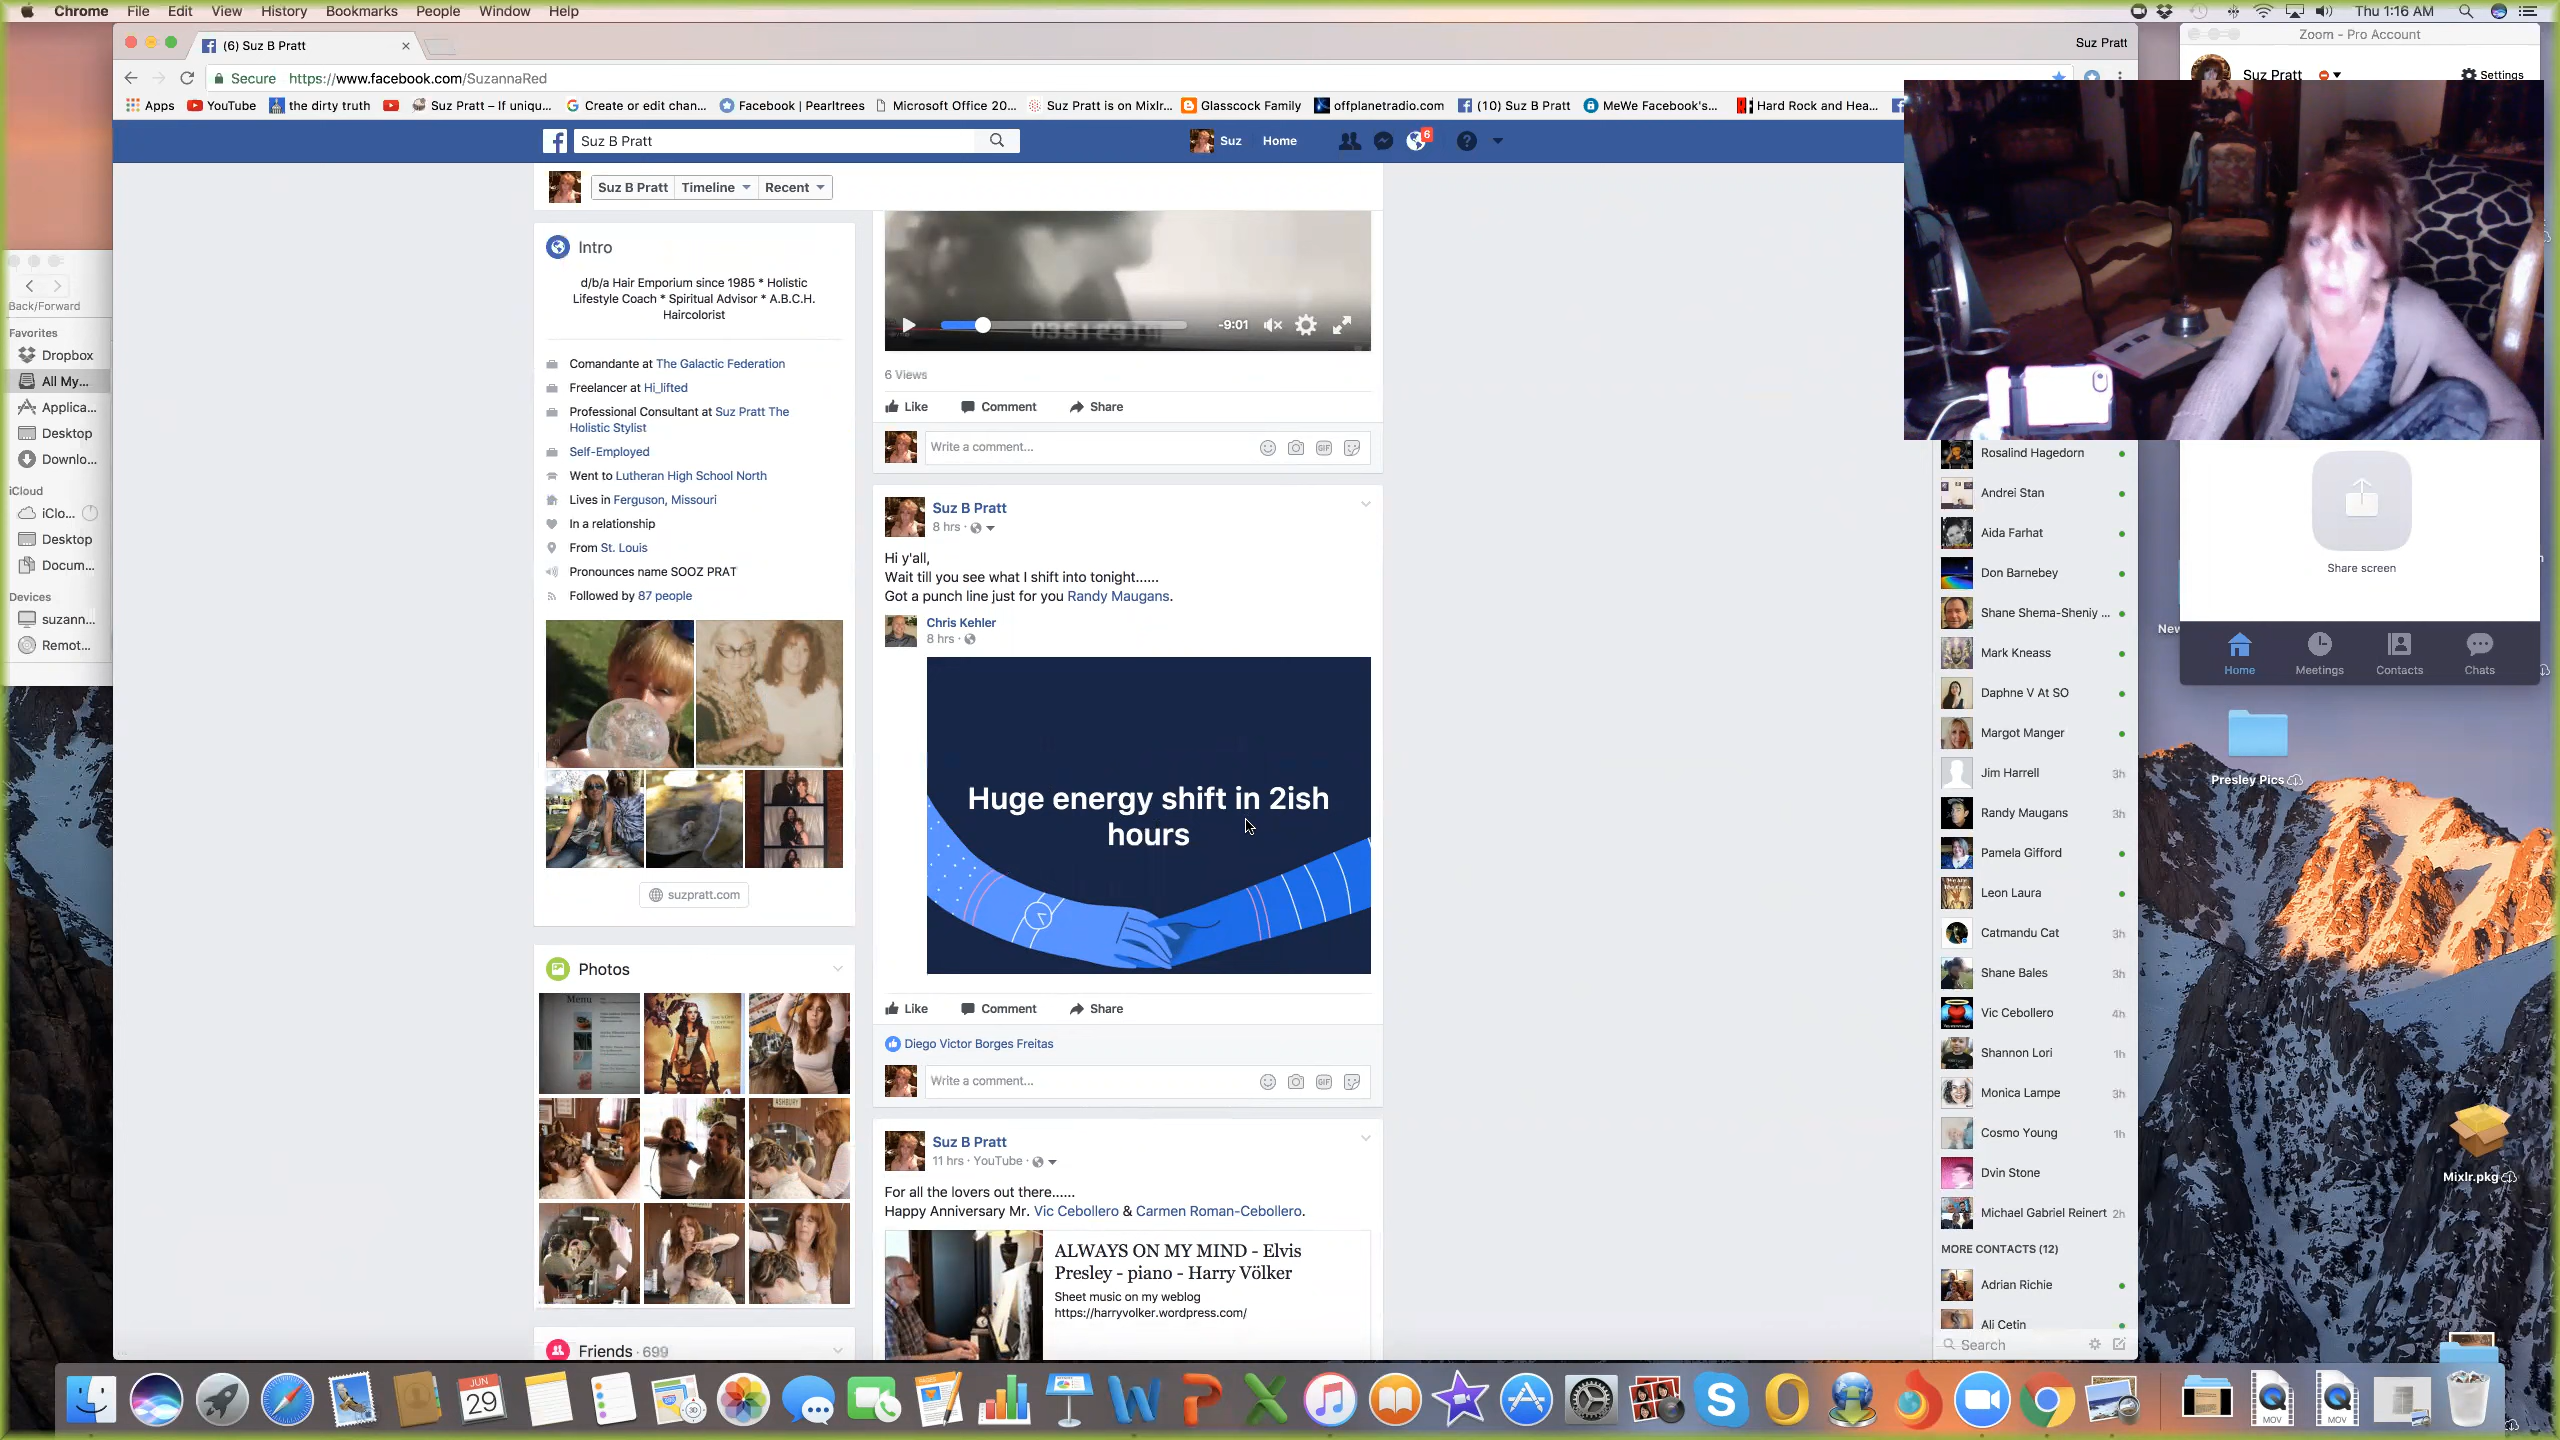 Chrome File Edit View History Bookmarks People Window Help
Thu 1:16 AM
(6) Suz B Pratt
Suz Pratt
Secure https://www.facebook.com/SuzannaRed
Apps YouTube the dirty truth Suz Pratt – If uniqu... Create or edit chan... Facebook | Pearltrees Microsoft Office 20... Suz Pratt is on Mixlr... Glasscock Family offplanetradio.com (10) Suz B Pratt MeWe Facebook's... Hard Rock and Hea...
Suz B Pratt
Suz Home
6
Suz B Pratt Timeline Recent
Back/Forward
Favorites
Dropbox
All My...
Applica...
Desktop
Downlo...
iCloud
iClo...
Desktop
Docum...
Devices
suzann...
Remot...
Intro
d/b/a Hair Emporium since 1985 * Holistic
Lifestyle Coach * Spiritual Advisor * A.B.C.H.
Haircolorist
Comandante at The Galactic Federation
Freelancer at Hi_lifted
Professional Consultant at Suz Pratt The
Holistic Stylist
Self-Employed
Went to Lutheran High School North
Lives in Ferguson, Missouri
In a relationship
From St. Louis
Pronounces name SOOZ PRAT
Followed by 87 people
suzpratt.com
Photos
Menu
ASHBURY
Friends · 699
-9:01
6 Views
Like Comment Share
Write a comment...
GIF
Suz B Pratt
8 hrs ·
Hi y'all,
Wait till you see what I shift into tonight......
Got a punch line just for you Randy Maugans.
Chris Kehler
8 hrs ·
Huge energy shift in 2ish
hours
Like Comment Share
Diego Victor Borges Freitas
Write a comment...
GIF
Suz B Pratt
11 hrs · YouTube ·
For all the lovers out there......
Happy Anniversary Mr. Vic Cebollero & Carmen Roman-Cebollero.
ALWAYS ON MY MIND - Elvis
Presley - piano - Harry Völker
Sheet music on my weblog
https://harryvolker.wordpress.com/
Rosalind Hagedorn
Andrei Stan
Aida Farhat
Don Barnebey
Shane Shema-Sheniy ...
Mark Kneass
Daphne V At SO
Margot Manger
Jim Harrell 3h
Randy Maugans 3h
Pamela Gifford
Leon Laura
Catmandu Cat 3h
Shane Bales 3h
Vic Cebollero 4h
Shannon Lori 1h
Monica Lampe 3h
Cosmo Young 1h
Dvin Stone
Michael Gabriel Reinert 2h
MORE CONTACTS (12)
Adrian Richie
Ali Cetin
Search
Zoom - Pro Account
Suz Pratt
Settings
Share screen
Home Meetings Contacts Chats
New
Presley Pics
Mixlr.pkg
JUN
29
PAGES
3D
MOV
MOV